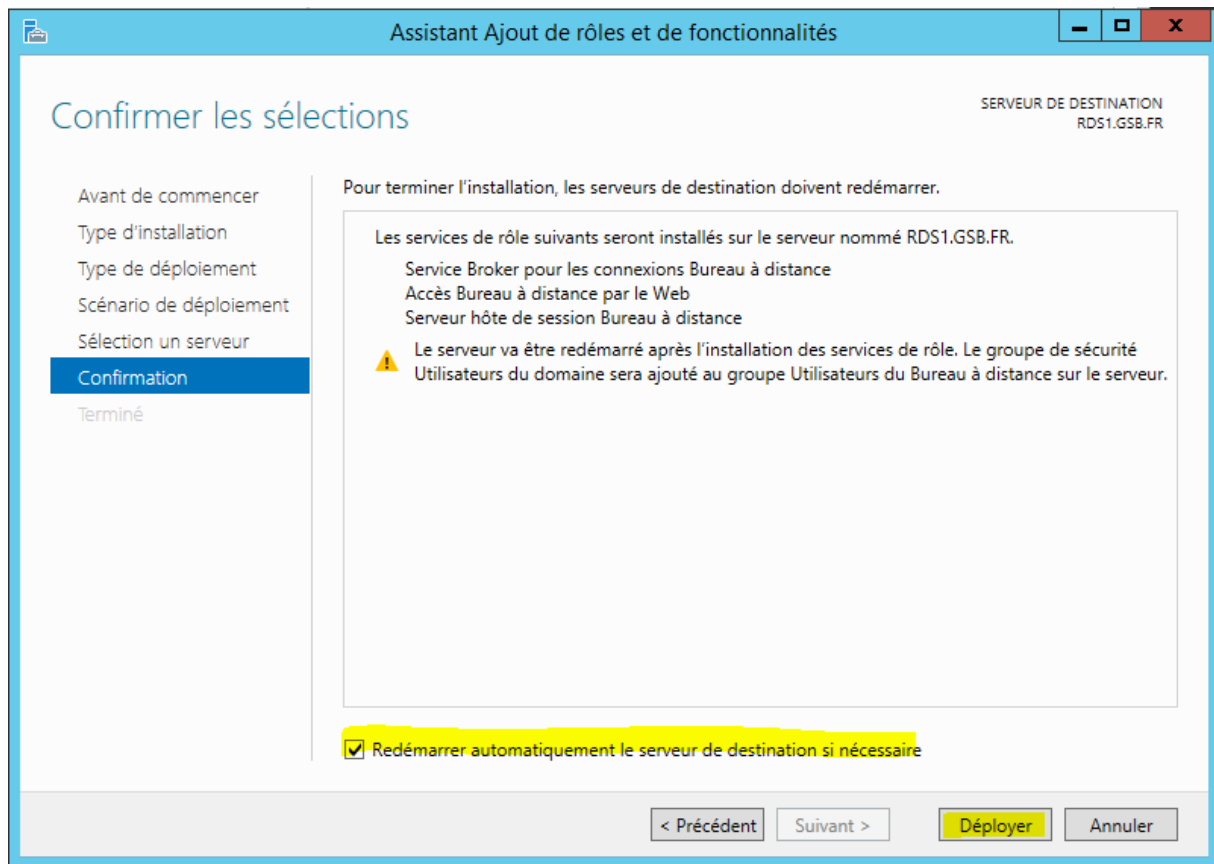 Assistant Ajout de rôles et de fonctionnalités
X
Confirmer les sélections
SERVEUR DE DESTINATION
RDS1.GSB.FR
Avant de commencer
Type d'installation
Type de déploiement
Scénario de déploiement
Sélection un serveur
Confirmation
Terminé
Pour terminer l'installation, les serveurs de destination doivent redémarrer.
Les services de rôle suivants seront installés sur le serveur nommé RDS1.GSB.FR.
Service Broker pour les connexions Bureau à distance
Accès Bureau à distance par le Web
Serveur hôte de session Bureau à distance
Le serveur va être redémarré après l'installation des services de rôle. Le groupe de sécurité
Utilisateurs du domaine sera ajouté au groupe Utilisateurs du Bureau à distance sur le serveur.
Redémarrer automatiquement le serveur de destination si nécessaire
< Précédent
Suivant >
Déployer
Annuler